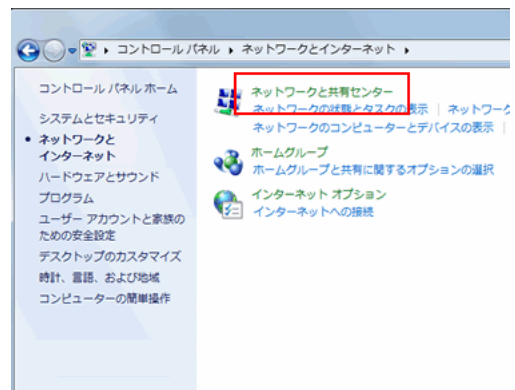 コントロール パネル ▸ ネットワークとインターネット ▸
コントロール パネル ホーム
システムとセキュリティ
ネットワークと
インターネット
ハードウェアとサウンド
プログラム
ユーザー アカウントと家族の
ための安全設定
デスクトップのカスタマイズ
時計、言語、および地域
コンピューターの簡単操作
ネットワークと共有センター
ネットワークの状態とタスクの表示 | ネットワーク
ネットワークのコンピューターとデバイスの表示 |
ホームグループ
ホームグループと共有に関するオプションの選択
インターネット オプション
インターネットへの接続